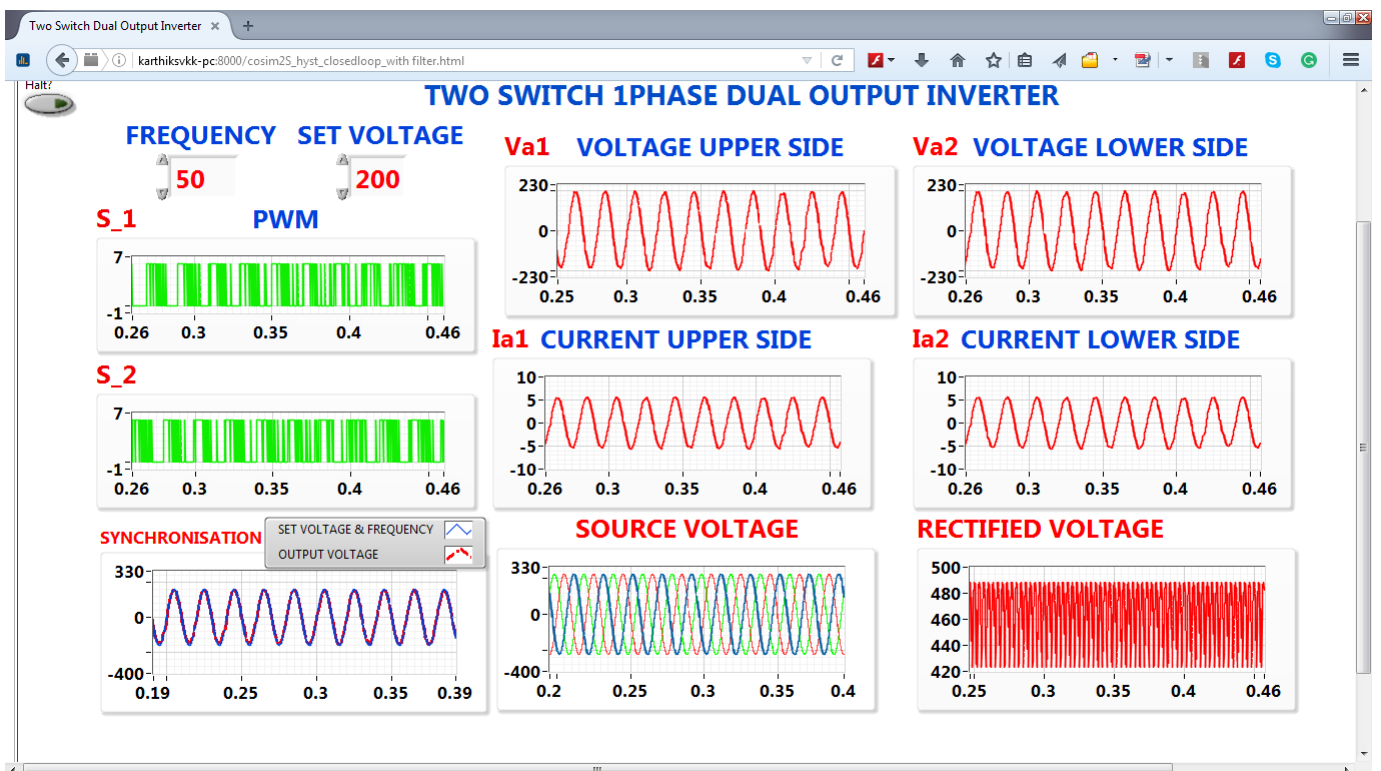 Two Switch Dual Output Inverter
karthiksvkk-pc:8000/cosim2S_hyst_closedloop_with filter.html
Halt?
TWO SWITCH 1PHASE DUAL OUTPUT INVERTER
FREQUENCY SET VOLTAGE
50 200
S_1 PWM
7
-1
0.26 0.3 0.35 0.4 0.46
S_2
7
-1
0.26 0.3 0.35 0.4 0.46
Va1 VOLTAGE UPPER SIDE
230
0
-230
0.25 0.3 0.35 0.4 0.46
Va2 VOLTAGE LOWER SIDE
230
0
-230
0.26 0.3 0.35 0.4 0.46
Ia1 CURRENT UPPER SIDE
10
5
0
-5
-10
0.26 0.3 0.35 0.4 0.46
Ia2 CURRENT LOWER SIDE
10
5
0
-5
-10
0.26 0.3 0.35 0.4 0.46
SYNCHRONISATION
SET VOLTAGE & FREQUENCY
OUTPUT VOLTAGE
330
0
-400
0.19 0.25 0.3 0.35 0.39
SOURCE VOLTAGE
330
0
-400
0.2 0.25 0.3 0.35 0.4
RECTIFIED VOLTAGE
500
480
460
440
420
0.25 0.3 0.35 0.4 0.46